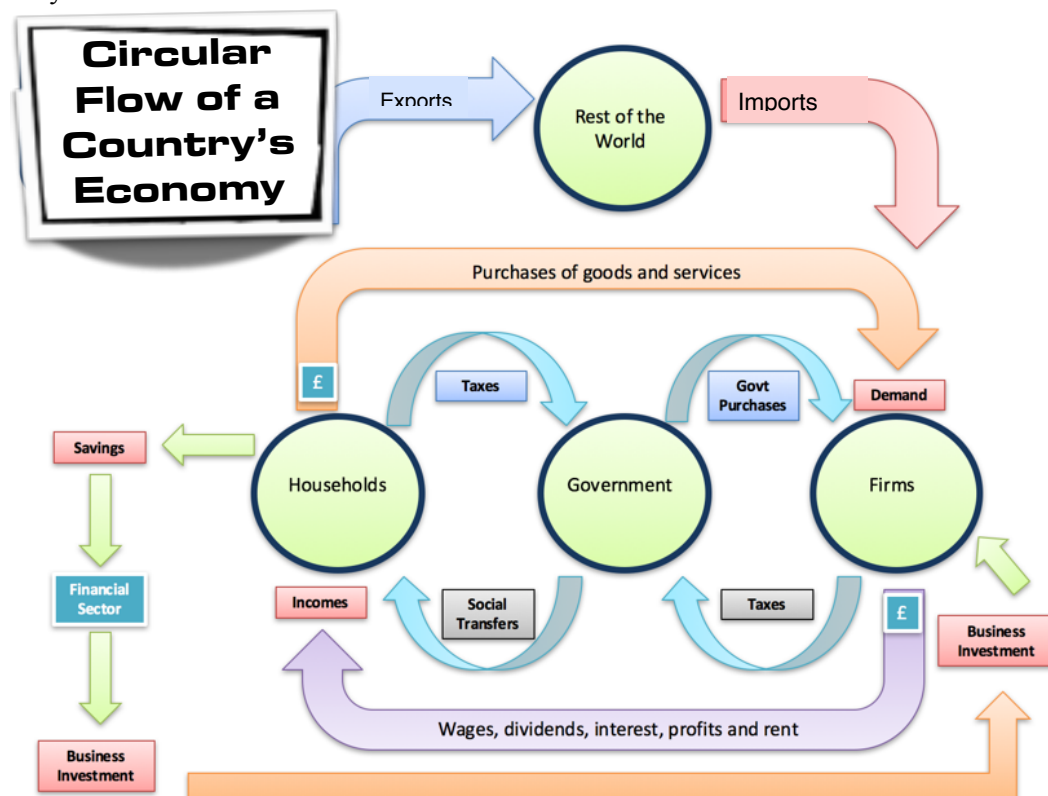 Circular
Flow of a
Country's
Economy
Exports
Rest of the
World
Imports
Purchases of goods and services
£
Taxes
Govt
Purchases
Demand
Savings
Households
Government
Firms
Financial
Sector
Incomes
Social
Transfers
Taxes
£
Business
Investment
Wages, dividends, interest, profits and rent
Business
Investment